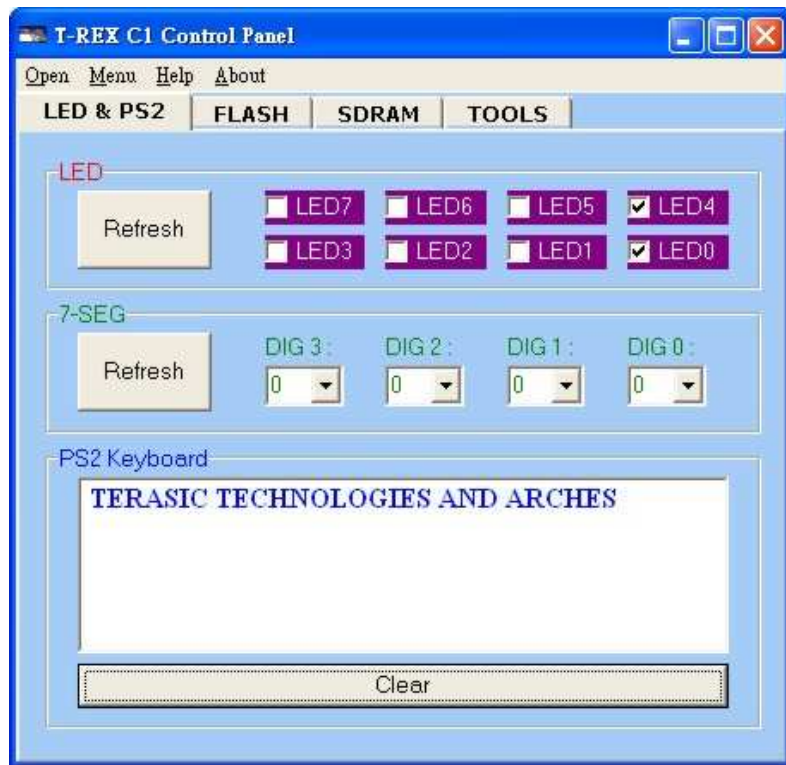 T-REX C1 Control Panel
Open Menu Help About
LED & PS2 FLASH SDRAM TOOLS
LED
Refresh
LED7 LED6 LED5 LED4
LED3 LED2 LED1 LED0
7-SEG
Refresh
DIG 3 : DIG 2 : DIG 1 : DIG 0 :
0 0 0 0
PS2 Keyboard
TERASIC TECHNOLOGIES AND ARCHES
Clear